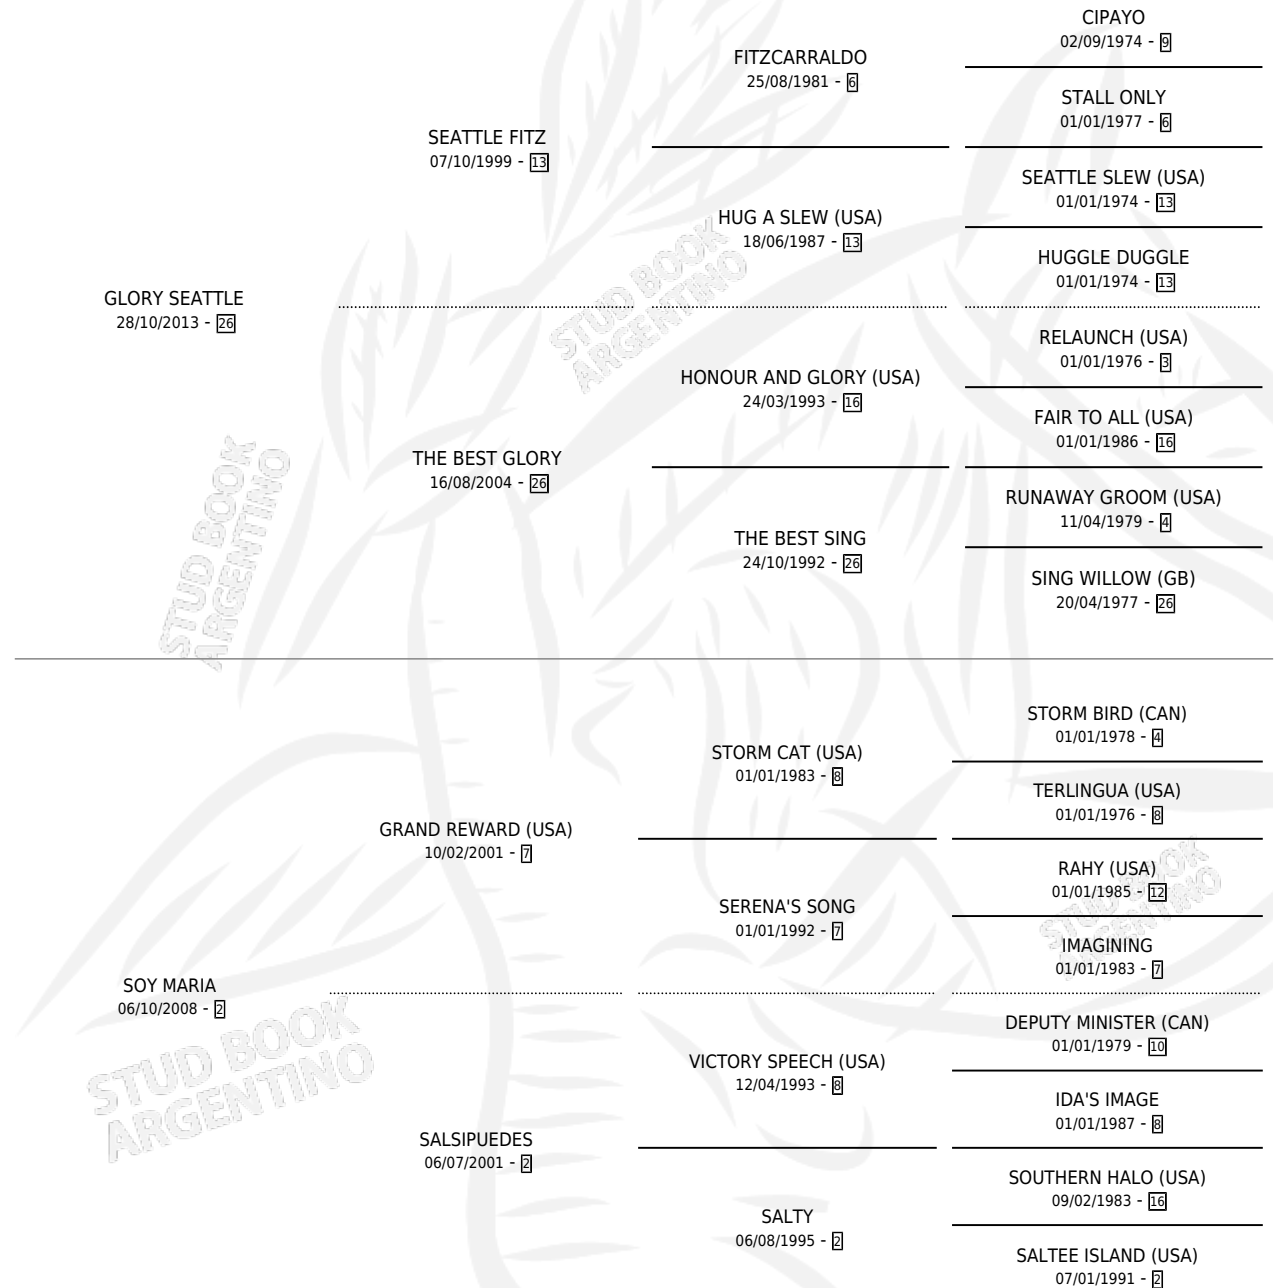 CIPAYO
02/09/1974 - 9
FITZCARRALDO
25/08/1981 - 6
STALL ONLY
01/01/1977 - 6
SEATTLE FITZ
07/10/1999 - 13
SEATTLE SLEW (USA)
01/01/1974 - 13
HUG A SLEW (USA)
18/06/1987 - 13
HUGGLE DUGGLE
01/01/1974 - 13
GLORY SEATTLE
28/10/2013 - 26
STUD BOOK
ARGENTINO
RELAUNCH (USA)
01/01/1976 - 3
HONOUR AND GLORY (USA)
24/03/1993 - 16
FAIR TO ALL (USA)
01/01/1986 - 16
THE BEST GLORY
16/08/2004 - 26
RUNAWAY GROOM (USA)
11/04/1979 - 4
THE BEST SING
24/10/1992 - 26
SING WILLOW (GB)
20/04/1977 - 26
STUD BOOK
ARGENTINO
STORM BIRD (CAN)
01/01/1978 - 4
STORM CAT (USA)
01/01/1983 - 8
TERLINGUA (USA)
01/01/1976 - 8
GRAND REWARD (USA)
10/02/2001 - 7
RAHY (USA)
01/01/1985 - 12
SERENA'S SONG
01/01/1992 - 7
STUD BOOK
ARGENTINO
IMAGINING
01/01/1983 - 7
SOY MARIA
06/10/2008 - 2
DEPUTY MINISTER (CAN)
01/01/1979 - 10
VICTORY SPEECH (USA)
12/04/1993 - 8
STUD BOOK
ARGENTINO
IDA'S IMAGE
01/01/1987 - 8
SALSIPUEDES
06/07/2001 - 2
SOUTHERN HALO (USA)
09/02/1983 - 16
SALTY
06/08/1995 - 2
SALTEE ISLAND (USA)
07/01/1991 - 2